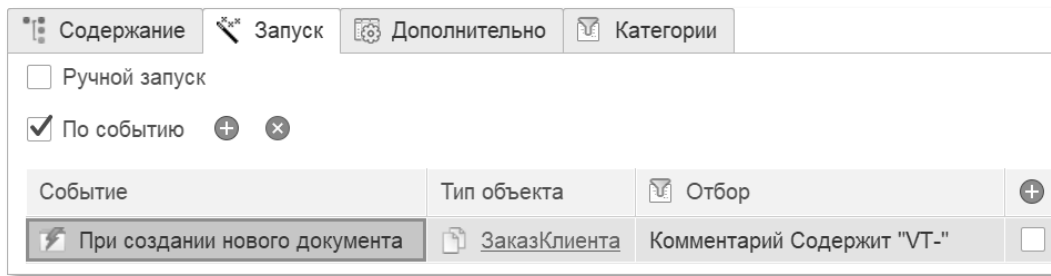 Содержание Запуск Дополнительно Категории
Ручной запуск
По событию
Событие Тип объекта Отбор
При создании нового документа ЗаказКлиента Комментарий Содержит "VT-"